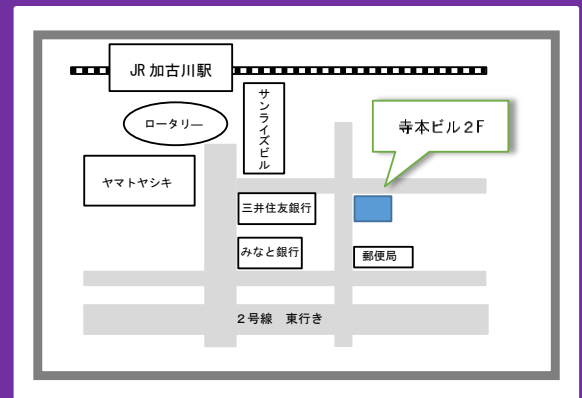 JR 加古川駅
サンライズビル
ロータリー
寺本ビル２F
ヤマトヤシキ
三井住友銀行
みなと銀行
郵便局
２号線　東行き